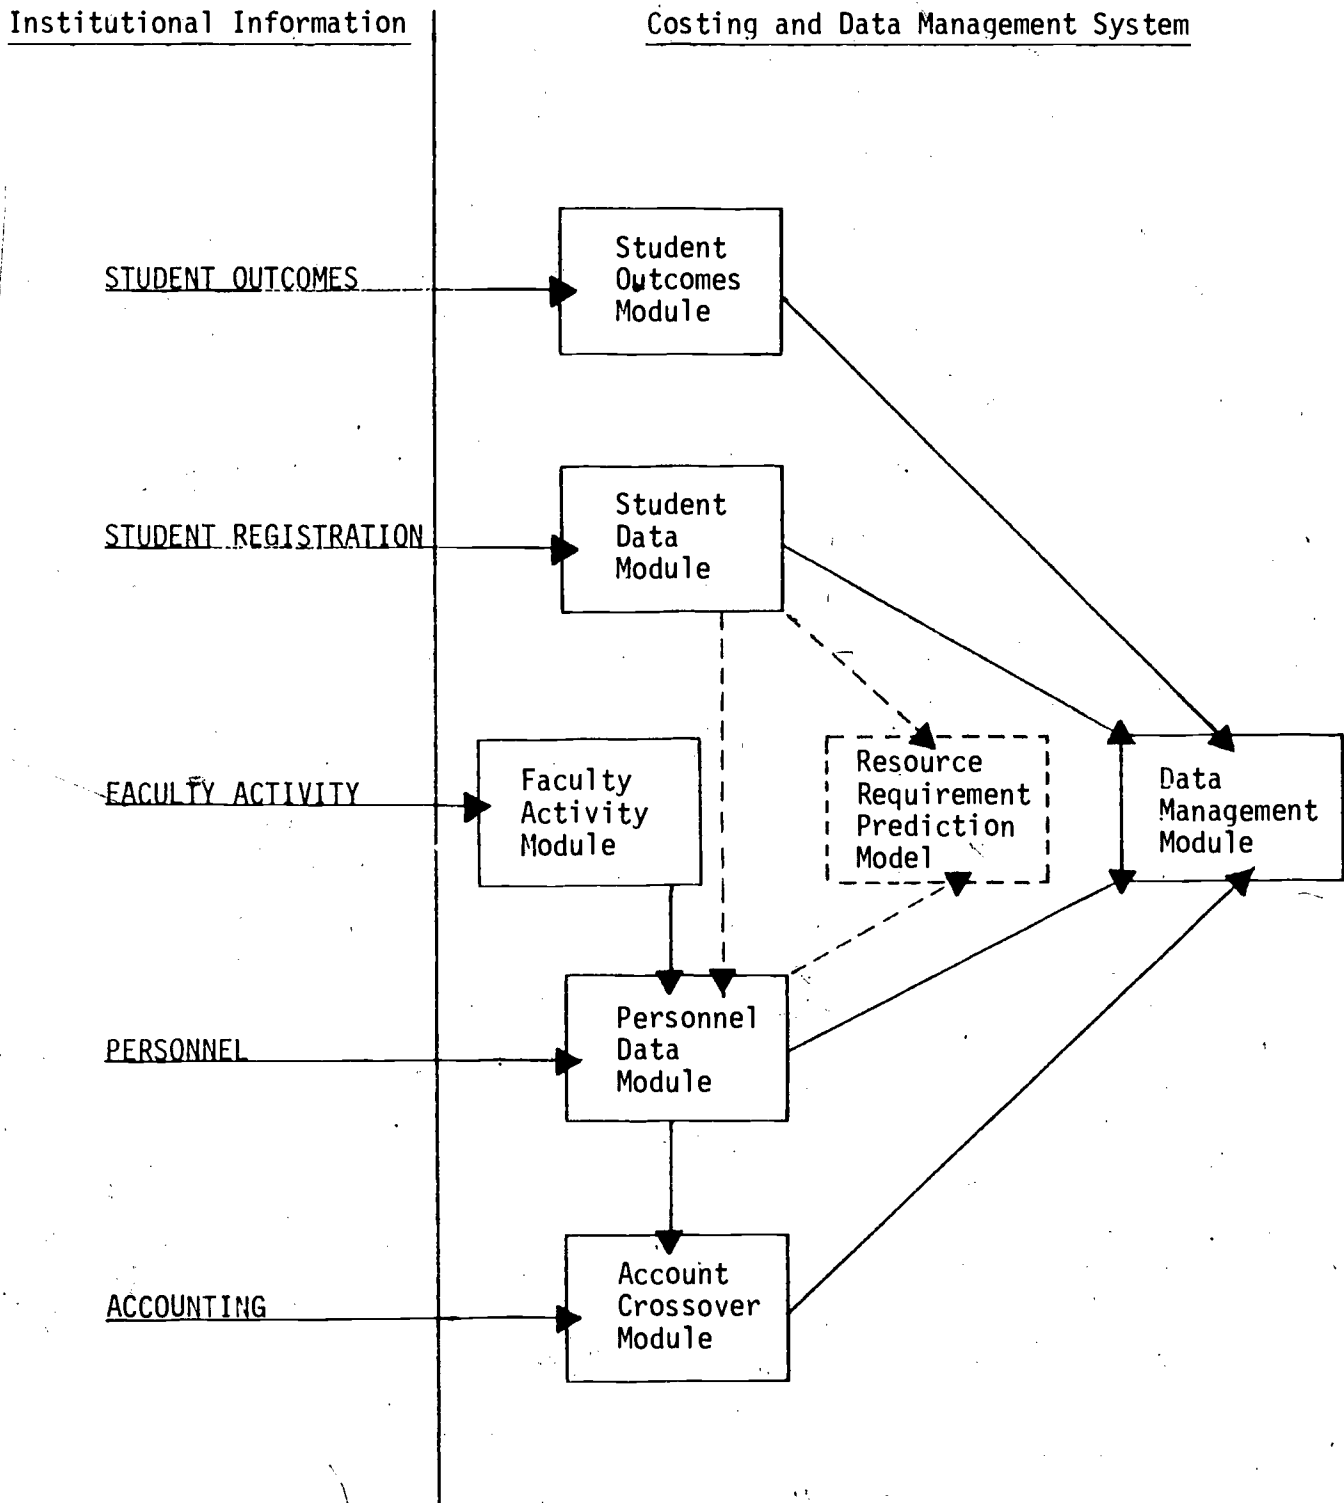 Institutional Information
Costing and Data Management System
STUDENT OUTCOMES
Student
Outcomes
Module
STUDENT REGISTRATION
Student
Data
Module
FACULTY ACTIVITY
Faculty
Activity
Module
Resource
Requirement
Prediction
Model
Data
Management
Module
PERSONNEL
Personnel
Data
Module
ACCOUNTING
Account
Crossover
Module